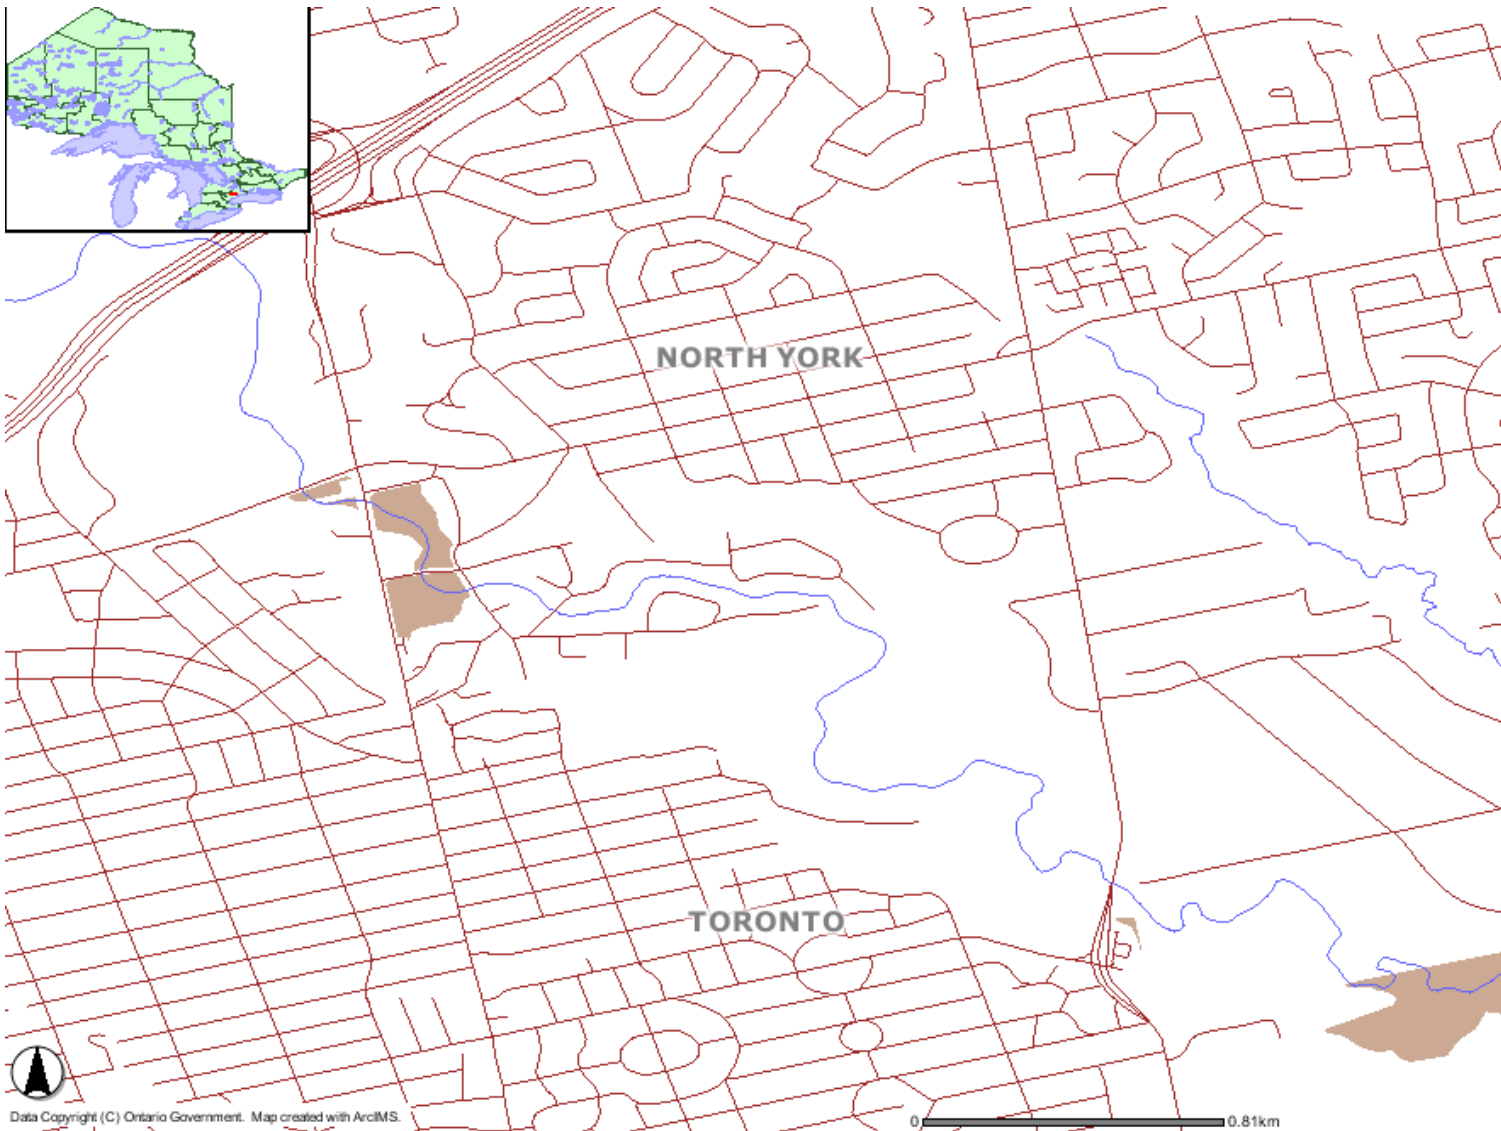 NORTH YORK
TORONTO
Data Copyright (C) Ontario Government. Map created with ArcIMS.
0 0.81km